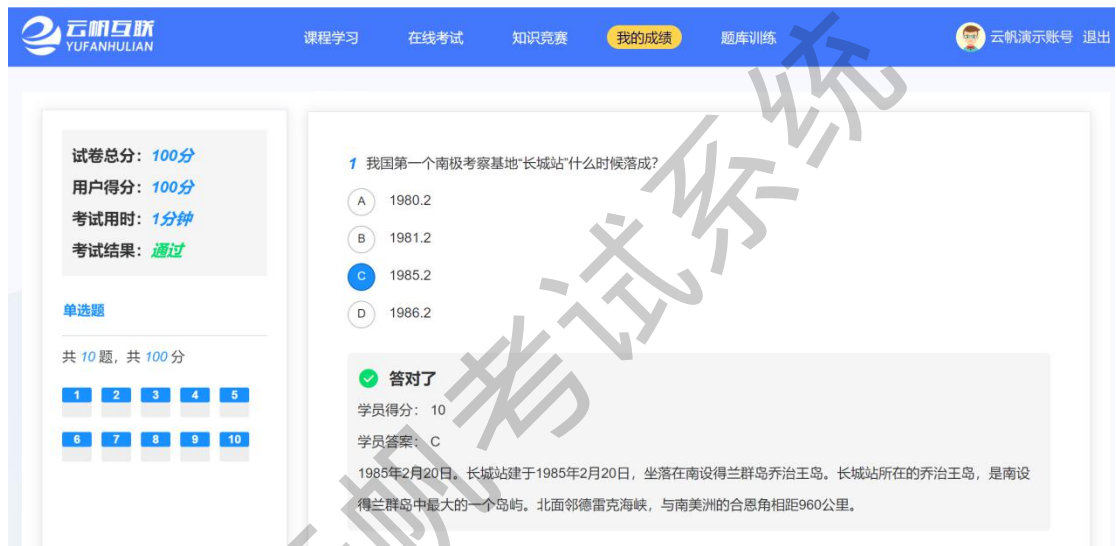 云帆互联
YUFANHULIAN
课程学习 在线考试 知识竞赛 我的成绩 题库训练 云帆演示账号 退出
试卷总分：100分
用户得分：100分
考试用时：1分钟
考试结果：通过
单选题
共 10 题，共 100 分
1 2 3 4 5
6 7 8 9 10
1 我国第一个南极考察基地“长城站”什么时候落成？
A 1980.2
B 1981.2
C 1985.2
D 1986.2
答对了
学员得分： 10
学员答案： C
1985年2月20日。长城站建于1985年2月20日，坐落在南设得兰群岛乔治王岛。长城站所在的乔治王岛，是南设
得兰群岛中最大的一个岛屿。北面邻德雷克海峡，与南美洲的合恩角相距960公里。
帆考试系统